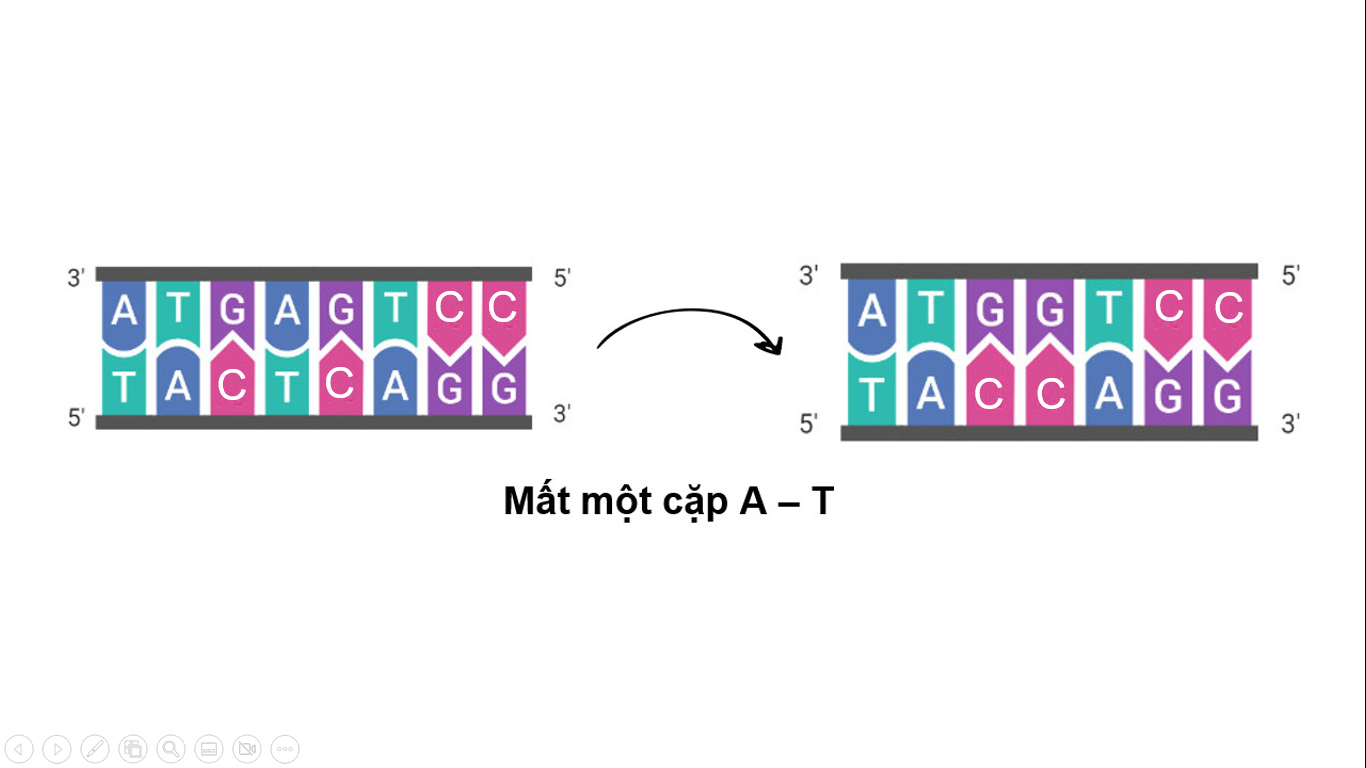 3' 5' 3' 5'
A T G A G T C C A T G G T C C
T A C T C A G G T A C C A G G
5' 3' 5' 3'
Mất một cặp A – T